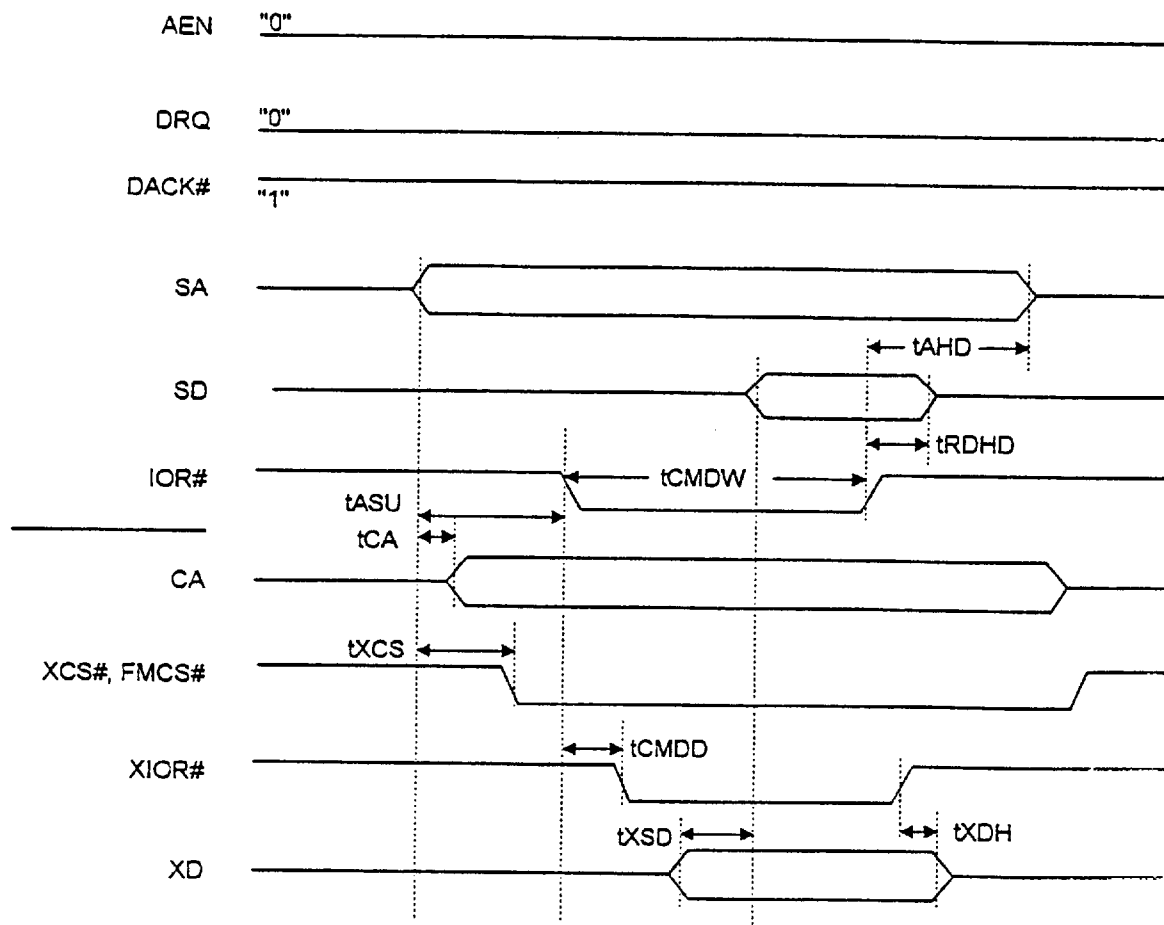 AEN "0"
DRQ "0"
DACK# "1"
SA
tAHD
SD
tRDHD
IOR# tCMDW
tASU
tCA
CA
tXCS
XCS#, FMCS#
tCMDD
XIOR#
tXSD tXDH
XD